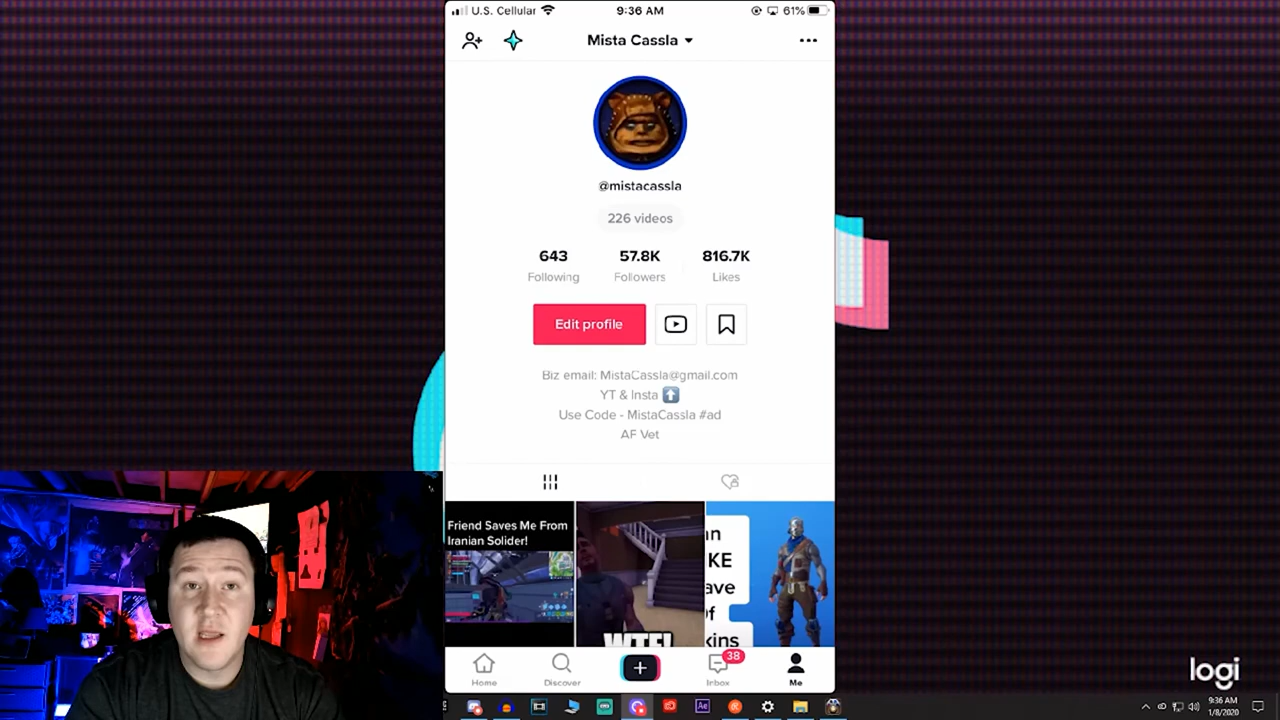 U.S. Cellular
9:36 AM
61%
Mista Cassla
@mistacassla
226 videos
643
57.8K
816.7K
Following
Followers
Likes
Edit profile
Biz email: MistaCassla@gmail.com
YT & Insta
Use Code - MistaCassla #ad
AF Vet
Friend Saves Me From
Iranian Solider!
WTF!
KE
ave
kins
Home
Discover
38
Inbox
Me
logi
Ae
9:36 AM
1/8/2020